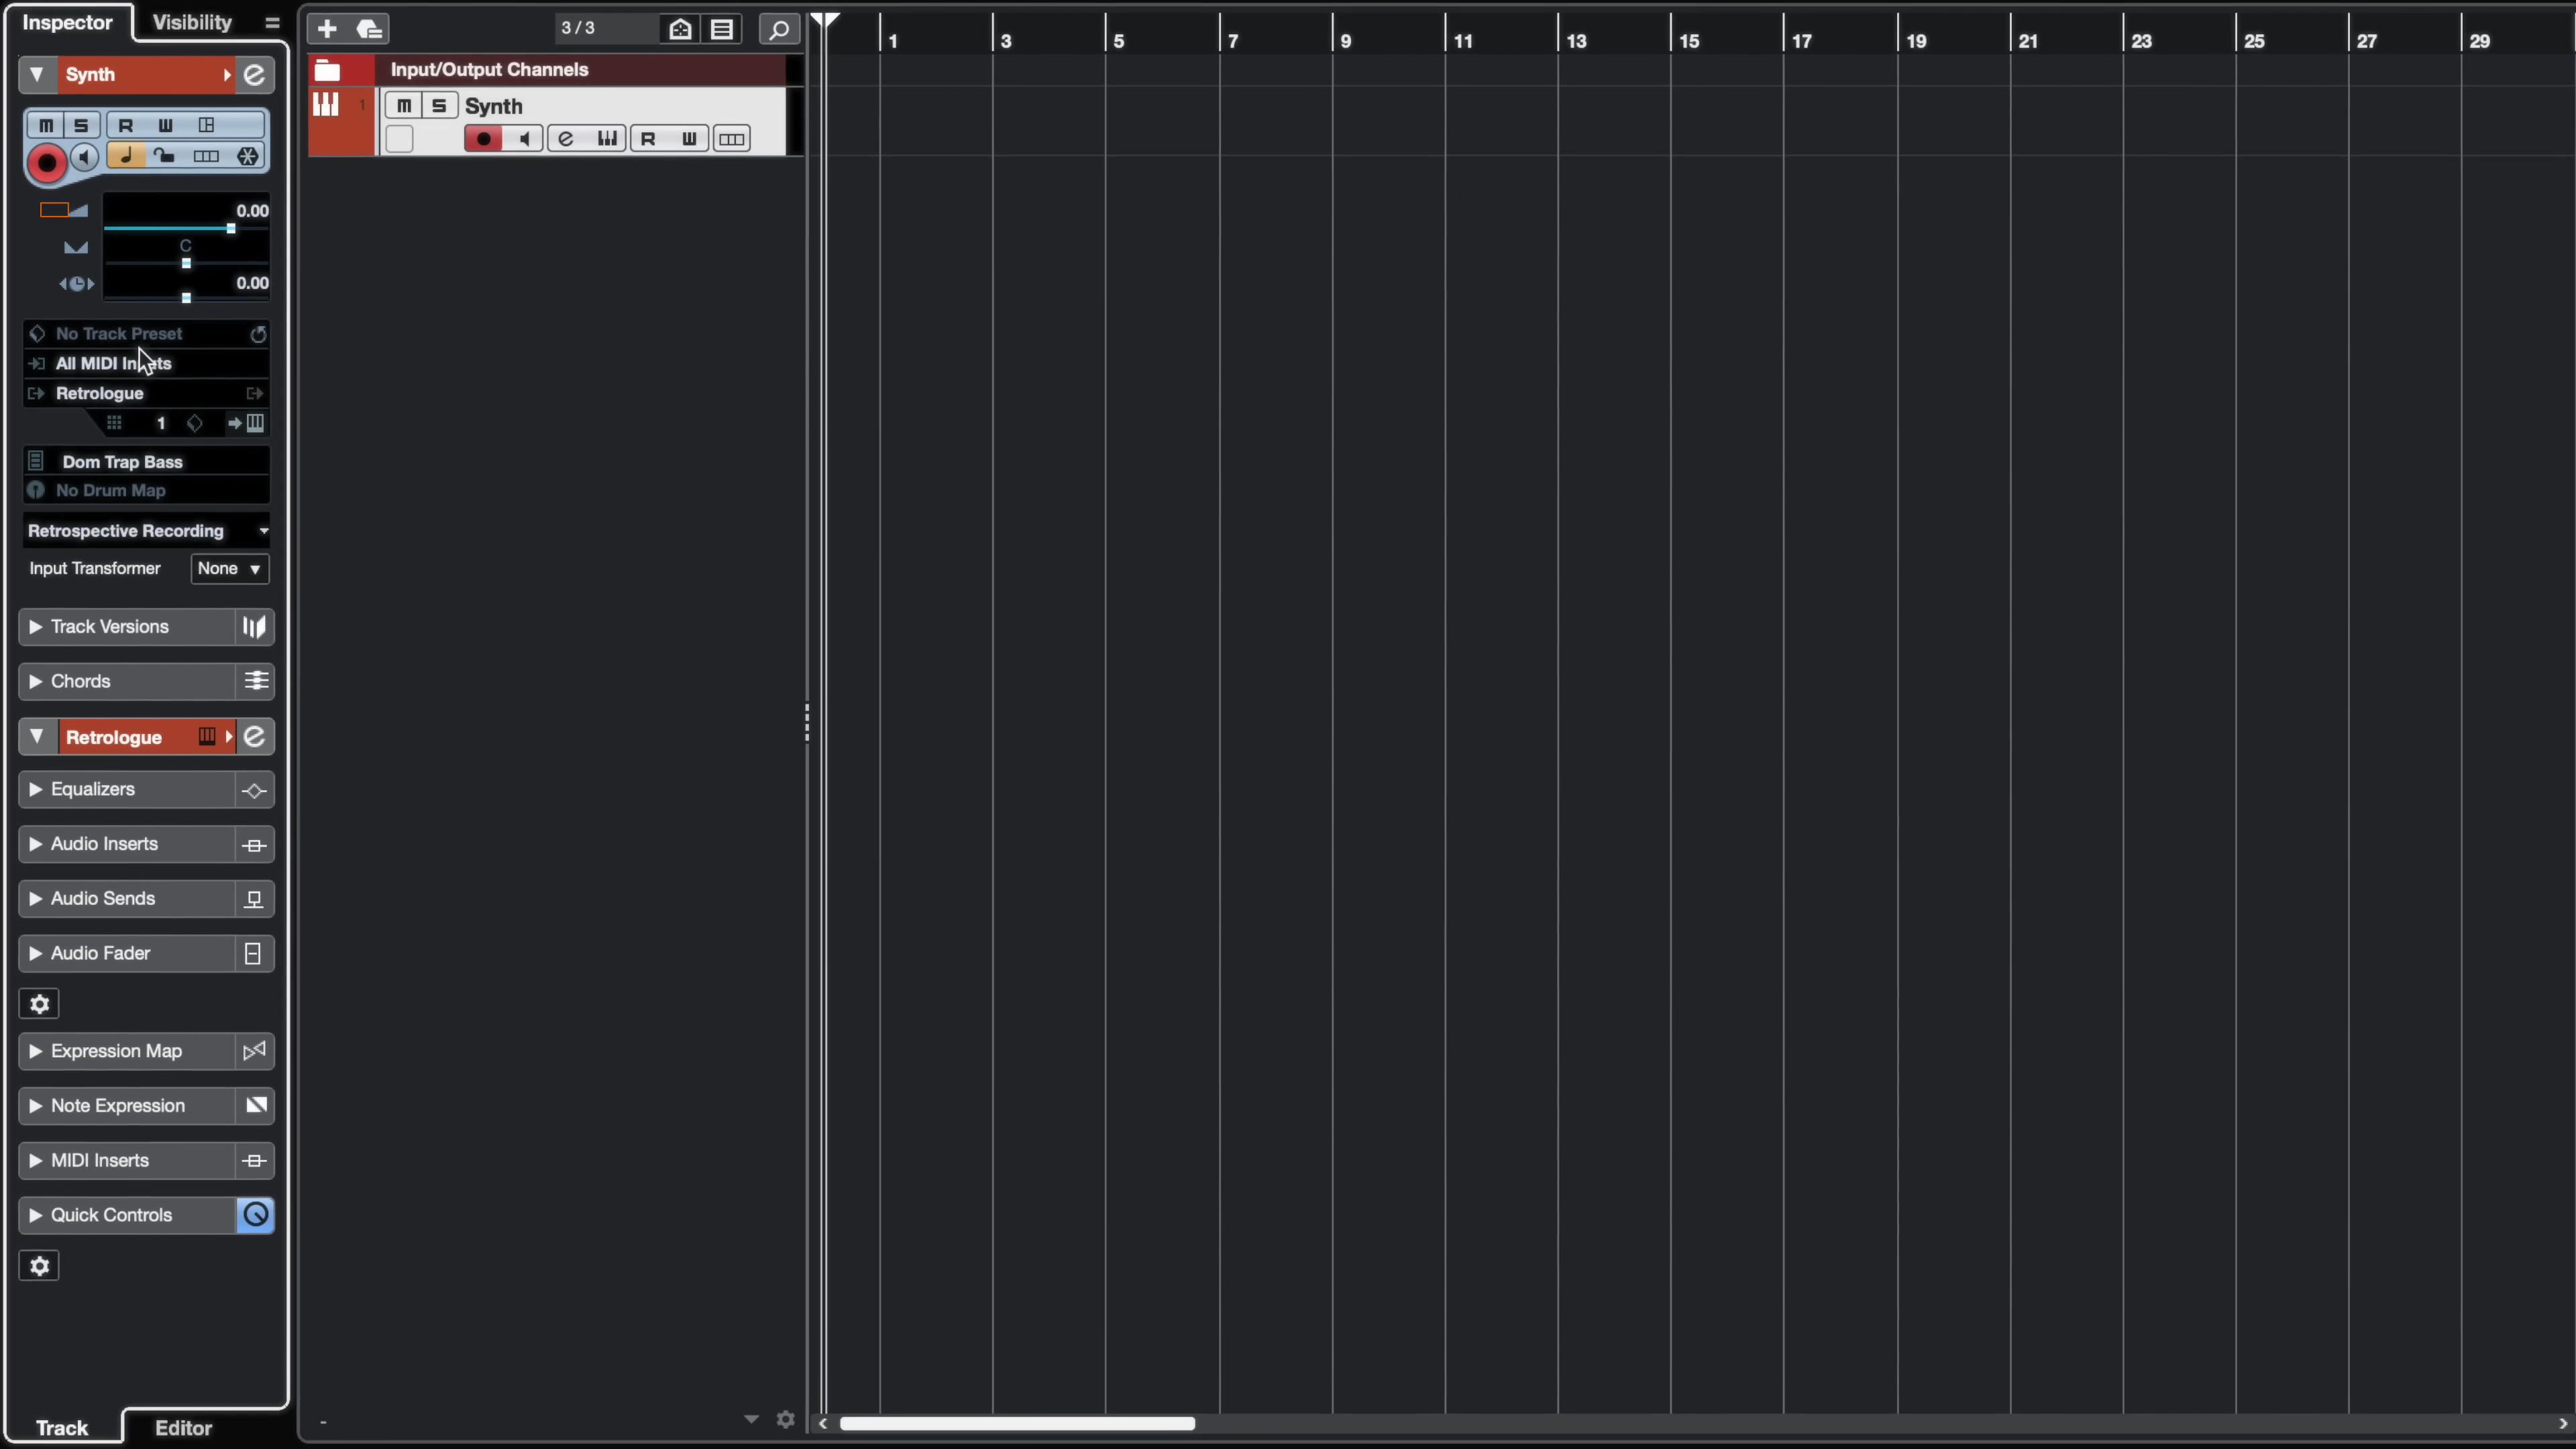 Inspector
Visibility
Synth
M S R W
0.00
C
0.00
No Track Preset
All MIDI In ts
Retrologue
1
Dom Trap Bass
No Drum Map
Retrospective Recording
Input Transformer None
Track Versions
Chords
Retrologue
Equalizers
Audio Inserts
Audio Sends
Audio Fader
Expression Map
Note Expression
MIDI Inserts
Quick Controls
Track
Editor
3 / 3
Input/Output Channels
1
M S Synth
R W
-
1 3 5 7 9 11 13 15 17 19 21 23 25 27 29